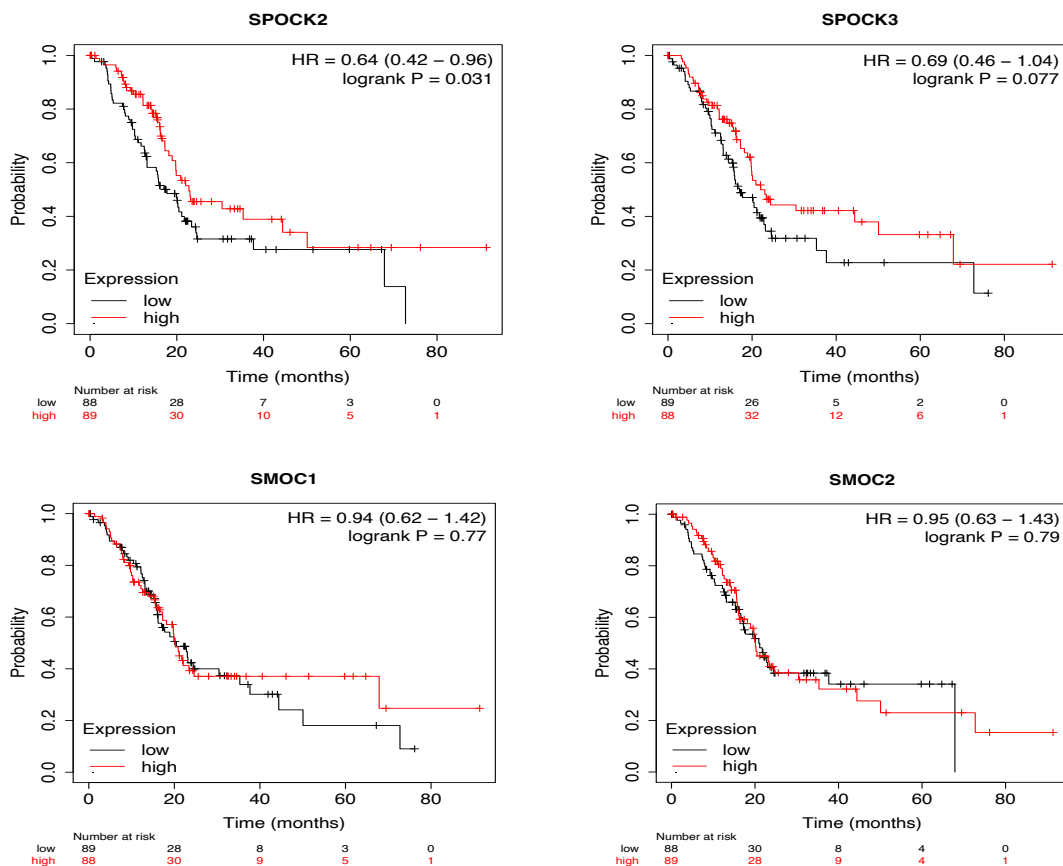 SPOCK2
HR = 0.64 (0.42 − 0.96)
logrank P = 0.031
Probability
1.0
0.8
0.6
0.4
0.2
0.0
Expression
low
high
0 20 40 60 80
Time (months)
Number at risk
low 88 28 7 3 0
high 89 30 10 5 1
SPOCK3
HR = 0.69 (0.46 − 1.04)
logrank P = 0.077
Probability
1.0
0.8
0.6
0.4
0.2
0.0
Expression
low
high
0 20 40 60 80
Time (months)
Number at risk
low 89 26 5 2 0
high 88 32 12 6 1
SMOC1
HR = 0.94 (0.62 − 1.42)
logrank P = 0.77
Probability
1.0
0.8
0.6
0.4
0.2
0.0
Expression
low
high
0 20 40 60 80
Time (months)
Number at risk
low 89 28 8 3 0
high 88 30 9 5 1
SMOC2
HR = 0.95 (0.63 − 1.43)
logrank P = 0.79
Probability
1.0
0.8
0.6
0.4
0.2
0.0
Expression
low
high
0 20 40 60 80
Time (months)
Number at risk
low 88 30 8 4 0
high 89 28 9 4 1